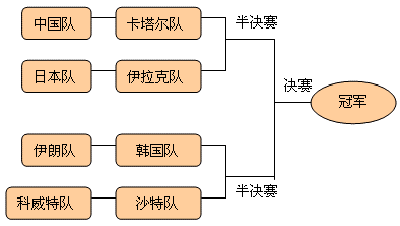 中国队 卡塔尔队 半决赛
日本队 伊拉克队
决赛
冠军
伊朗队 韩国队
科威特队 沙特队 半决赛